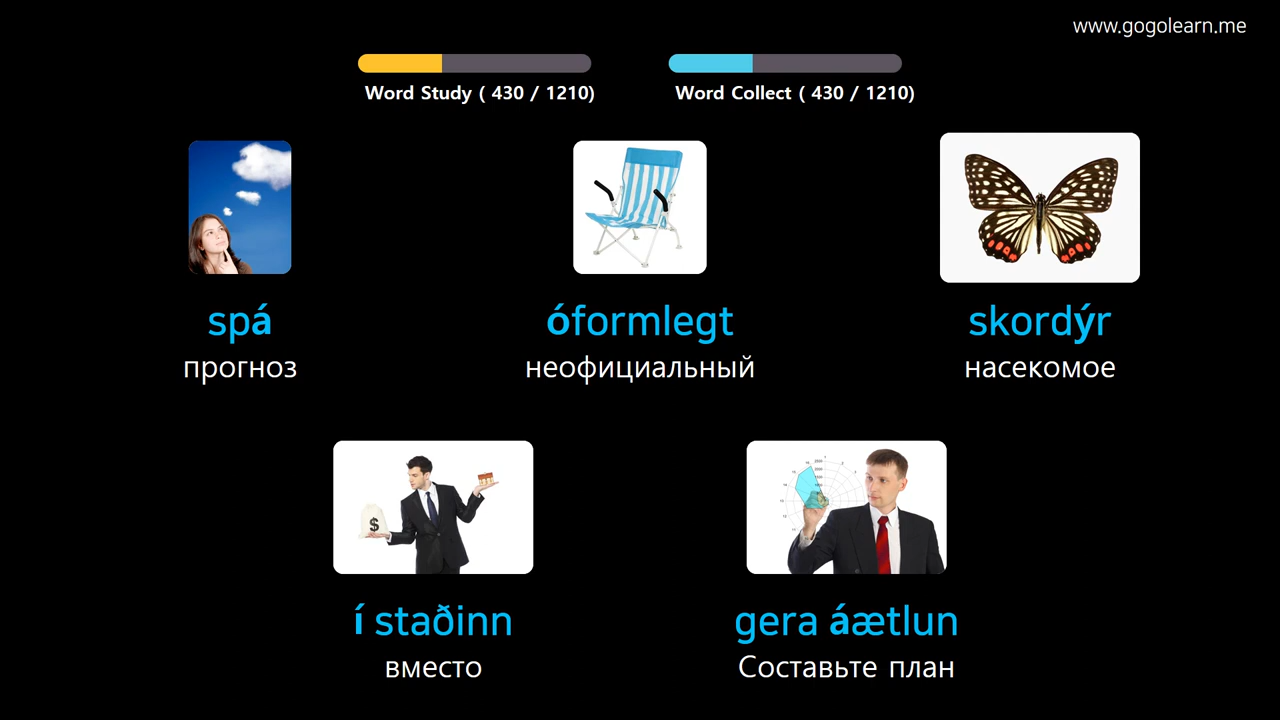 www.gogolearn.me
Word Study ( 430 / 1210)
Word Collect ( 430 / 1210)
spá
прогноз
óformlegt
неофициальный
skordýr
насекомое
$
í staðinn
вместо
gera áætlun
Составьте план